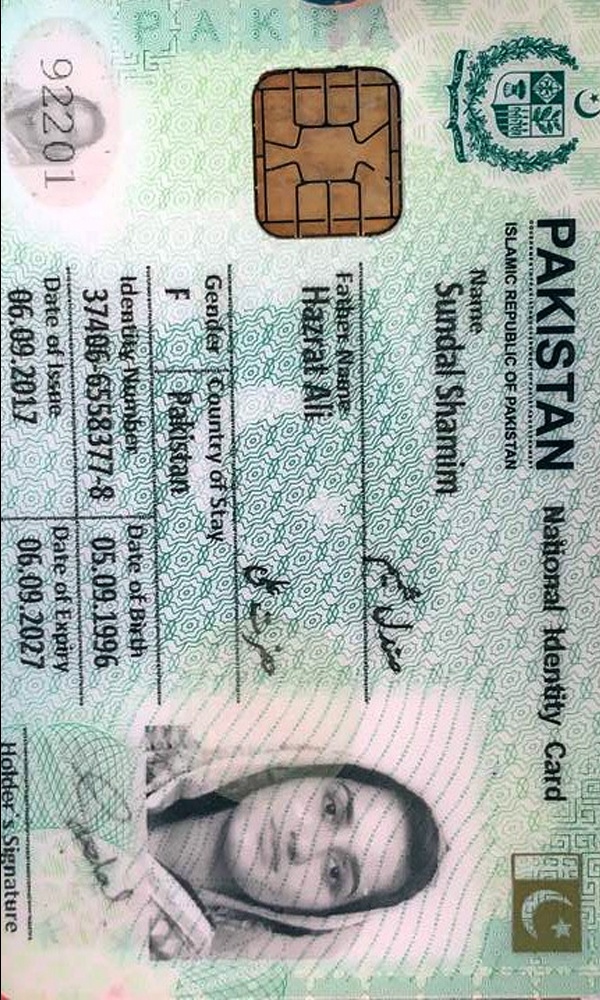 PAKISTAN National Identity Card
ISLAMIC REPUBLIC OF PAKISTAN
Name
Sundal Shamim
صندل شمیم
Father Name
Hazrat Ali
حضرت علی
Gender Country of Stay
F Pakistan
Identity Number Date of Birth
37406-6558377-8 05.09.1996
Date of Issue Date of Expiry
06.09.2017 06.09.2027
Holder's Signature
92201